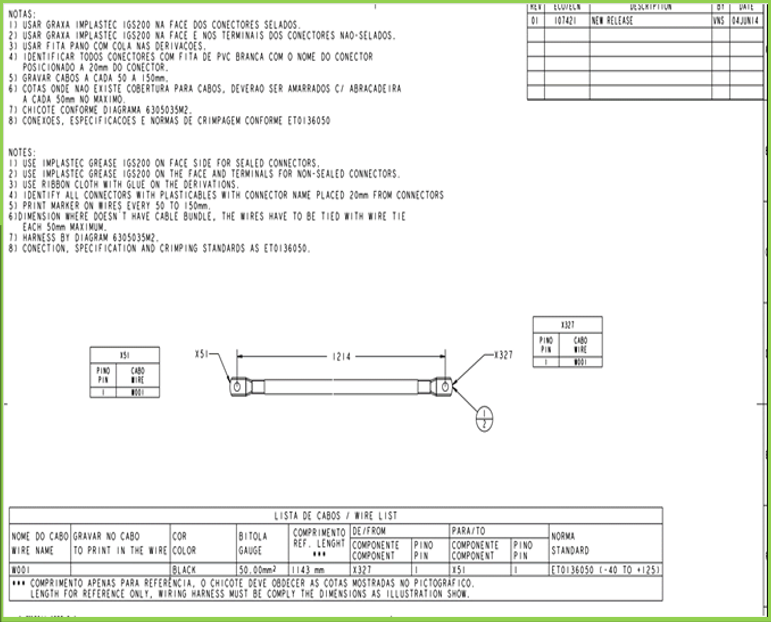 NOTAS:
1) USAR GRAXA IMPLASTEC IGS200 NA FACE DOS CONECTORES SELADOS.
2) USAR GRAXA IMPLASTEC IGS200 NA FACE E NOS TERMINAIS DOS CONECTORES NAO-SELADOS.
3) USAR FITA PANO COM COLA NAS DERIVACOES.
4) IDENTIFICAR TODOS CONECTORES COM FITA DE PVC BRANCA COM O NOME DO CONECTOR
POSICIONADO A 20mm DO CONECTOR.
5) GRAVAR CABOS A CADA 50 A 150mm.
6) COTAS ONDE NAO EXISTE COBERTURA PARA CABOS, DEVERAO SER AMARRADOS C/ ABRACADEIRA
A CADA 50mm NO MAXIMO.
7) CHICOTE CONFORME DIAGRAMA 6305035M2.
8) CONEXOES, ESPECIFICACOES E NORMAS DE CRIMPAGEM CONFORME ET0136050
REV ECO/ECN DESCRIPTION BY DATE
01 107421 NEW RELEASE VNS 04JUN14
NOTES:
1) USE IMPLASTEC GREASE IGS200 ON FACE SIDE FOR SEALED CONNECTORS.
2) USE IMPLASTEC GREASE IGS200 ON THE FACE AND TERMINALS FOR NON-SEALED CONNECTORS.
3) USE RIBBON CLOTH WITH GLUE ON THE DERIVATIONS.
4) IDENTIFY ALL CONNECTORS WITH PLASTICABLES WITH CONNECTOR NAME PLACED 20mm FROM CONNECTORS
5) PRINT MARKER ON WIRES EVERY 50 TO 150mm.
6)DIMENSION WHERE DOESN'T HAVE CABLE BUNDLE, THE WIRES HAVE TO BE TIED WITH WIRE TIE
EACH 50mm MAXIMUM.
7) HARNESS BY DIAGRAM 6305035M2.
8) CONECTION, SPECIFICATION AND CRIMPING STANDARDS AS ET0136050.
X51
PINO CABO
PIN WIRE
1 W001
X51
1214
X327
1
2
X327
PINO CABO
PIN WIRE
1 W001
LISTA DE CABOS / WIRE LIST
NOME DO CABO GRAVAR NO CABO COR BITOLA COMPRIMENTO DE/FROM PARA/TO NORMA
WIRE NAME TO PRINT IN THE WIRE COLOR GAUGE REF. LENGHT *** COMPONENTE PINO COMPONENTE PINO STANDARD
COMPONENT PIN COMPONENT PIN
W001 BLACK 50.00mm² 1143 mm X327 1 X51 1 ET0136050 (-40 TO +125)
*** COMPRIMENTO APENAS PARA REFERÊNCIA, O CHICOTE DEVE OBDECER AS COTAS MOSTRADAS NO PICTOGRÁFICO.
LENGTH FOR REFERENCE ONLY, WIRING HARNESS MUST BE COMPLY THE DIMENSIONS AS ILLUSTRATION SHOW.